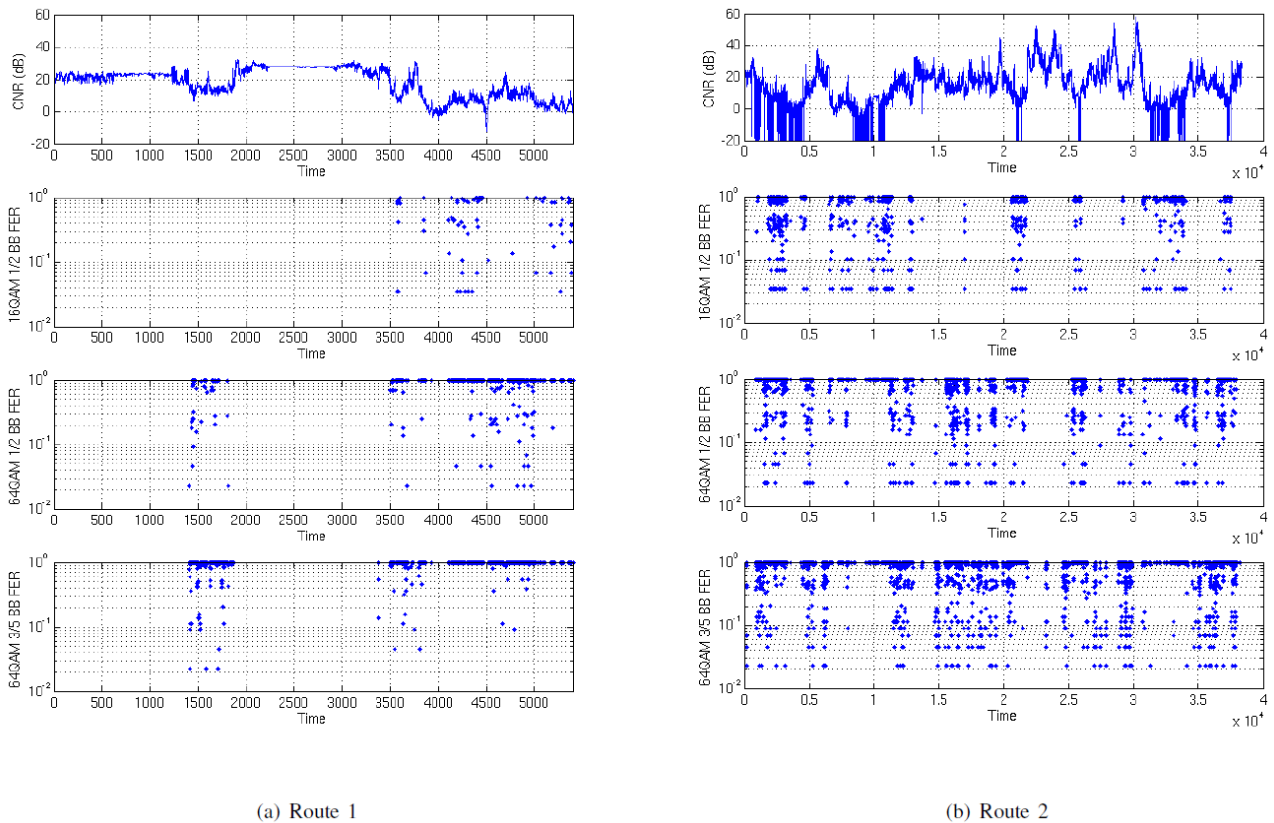 60
40
20
0
-20
CNR (dB)
0 500 1000 1500 2000 2500 3000 3500 4000 4500 5000
Time
10^0
10^-1
10^-2
16QAM 1/2 BB FER
0 500 1000 1500 2000 2500 3000 3500 4000 4500 5000
Time
10^0
10^-1
10^-2
64QAM 1/2 BB FER
0 500 1000 1500 2000 2500 3000 3500 4000 4500 5000
Time
10^0
10^-1
10^-2
64QAM 3/5 BB FER
0 500 1000 1500 2000 2500 3000 3500 4000 4500 5000
Time
(a) Route 1
60
40
20
0
-20
CNR (dB)
0 0.5 1 1.5 2 2.5 3 3.5 4
Time
x 10^4
10^0
10^-1
10^-2
16QAM 1/2 BB FER
0 0.5 1 1.5 2 2.5 3 3.5 4
Time
x 10^4
10^0
10^-1
10^-2
64QAM 1/2 BB FER
0 0.5 1 1.5 2 2.5 3 3.5 4
Time
x 10^4
10^0
10^-1
10^-2
64QAM 3/5 BB FER
0 0.5 1 1.5 2 2.5 3 3.5 4
Time
x 10^4
(b) Route 2